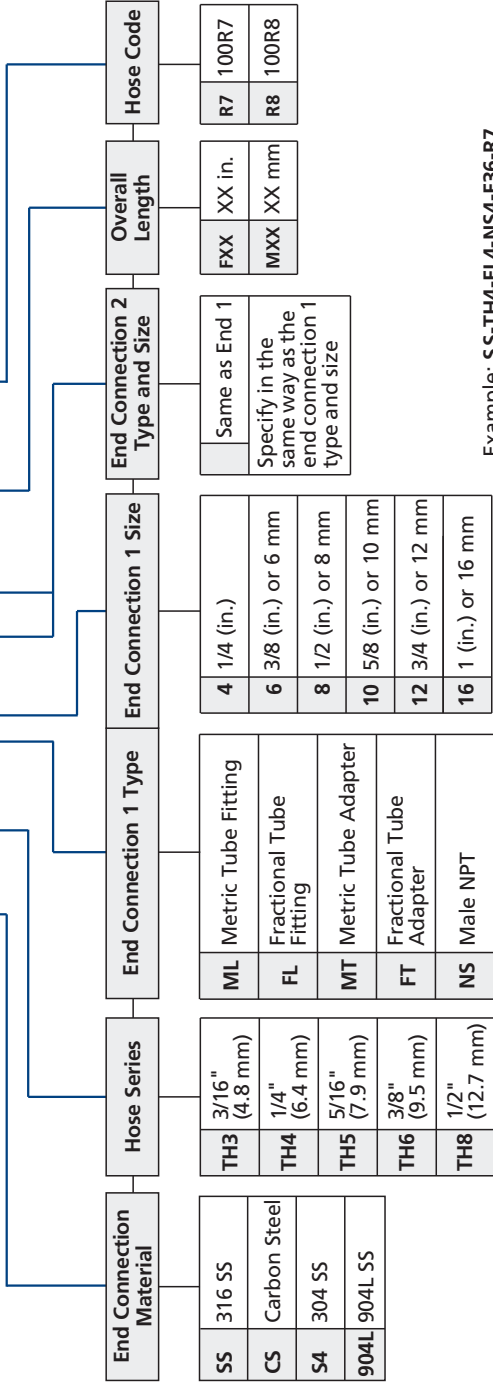 End Connection
Material
SS 316 SS
CS Carbon Steel
S4 304 SS
904L 904L SS
Hose Series
TH3 3/16"
(4.8 mm)
TH4 1/4"
(6.4 mm)
TH5 5/16"
(7.9 mm)
TH6 3/8"
(9.5 mm)
TH8 1/2"
(12.7 mm)
End Connection 1 Type
ML Metric Tube Fitting
FL Fractional Tube
Fitting
MT Metric Tube Adapter
FT Fractional Tube
Adapter
NS Male NPT
End Connection 1 Size
4 1/4 (in.)
6 3/8 (in.) or 6 mm
8 1/2 (in.) or 8 mm
10 5/8 (in.) or 10 mm
12 3/4 (in.) or 12 mm
16 1 (in.) or 16 mm
End Connection 2
Type and Size
Same as End 1
Specify in the
same way as the
end connection 1
type and size
Overall
Length
FXX XX in.
MXX XX mm
Hose Code
R7 100R7
R8 100R8
Example: SS-TH4-FL4-NS4-F36-R7